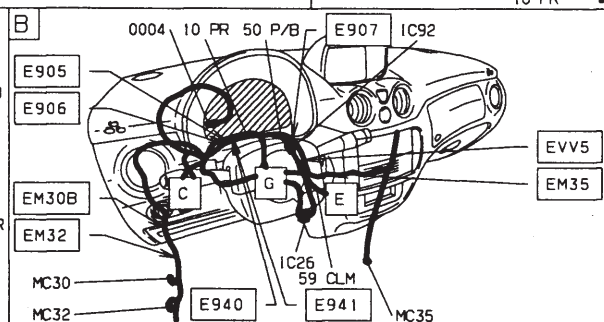 10 PR
B
0004 10 PR 50 P/B E907 IC92
E905
E906
EVV5
EM35
C G E
EM30B
EM32
R
IC26
59 CLM
MC30
MC32
E940 E941
MC35